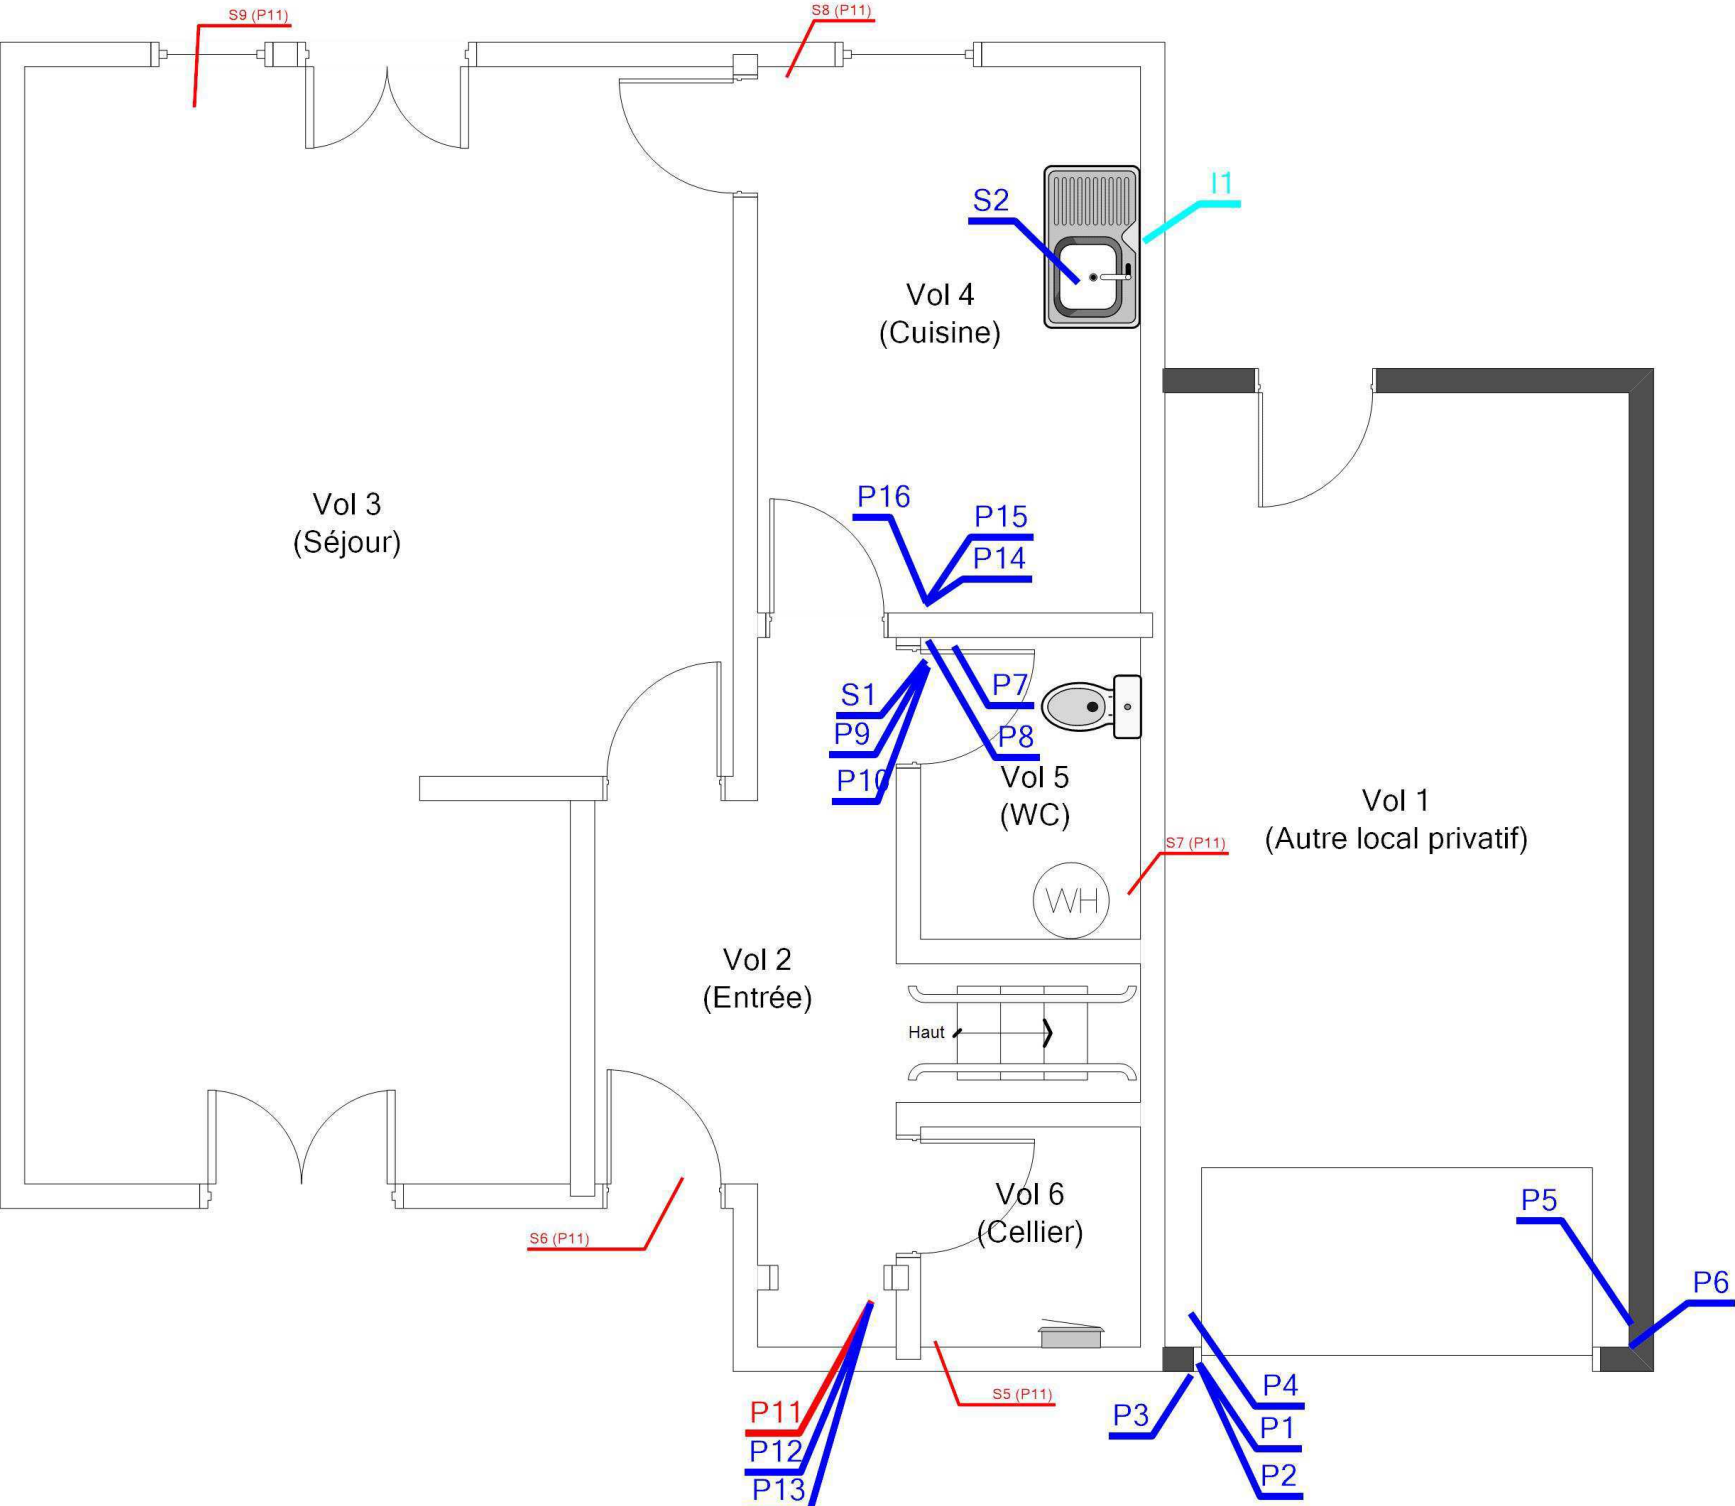 S9 (P11)
S8 (P11)
I1
S2
Vol 4
(Cuisine)
P16
P15
P14
Vol 3
(Séjour)
S1
P7
P9
P8
P10
Vol 5
(WC)
Vol 1
(Autre local privatif)
S7 (P11)
WH
Vol 2
(Entrée)
Haut
Vol 6
(Cellier)
P5
S6 (P11)
P6
P4
S5 (P11)
P11
P3
P1
P12
P2
P13